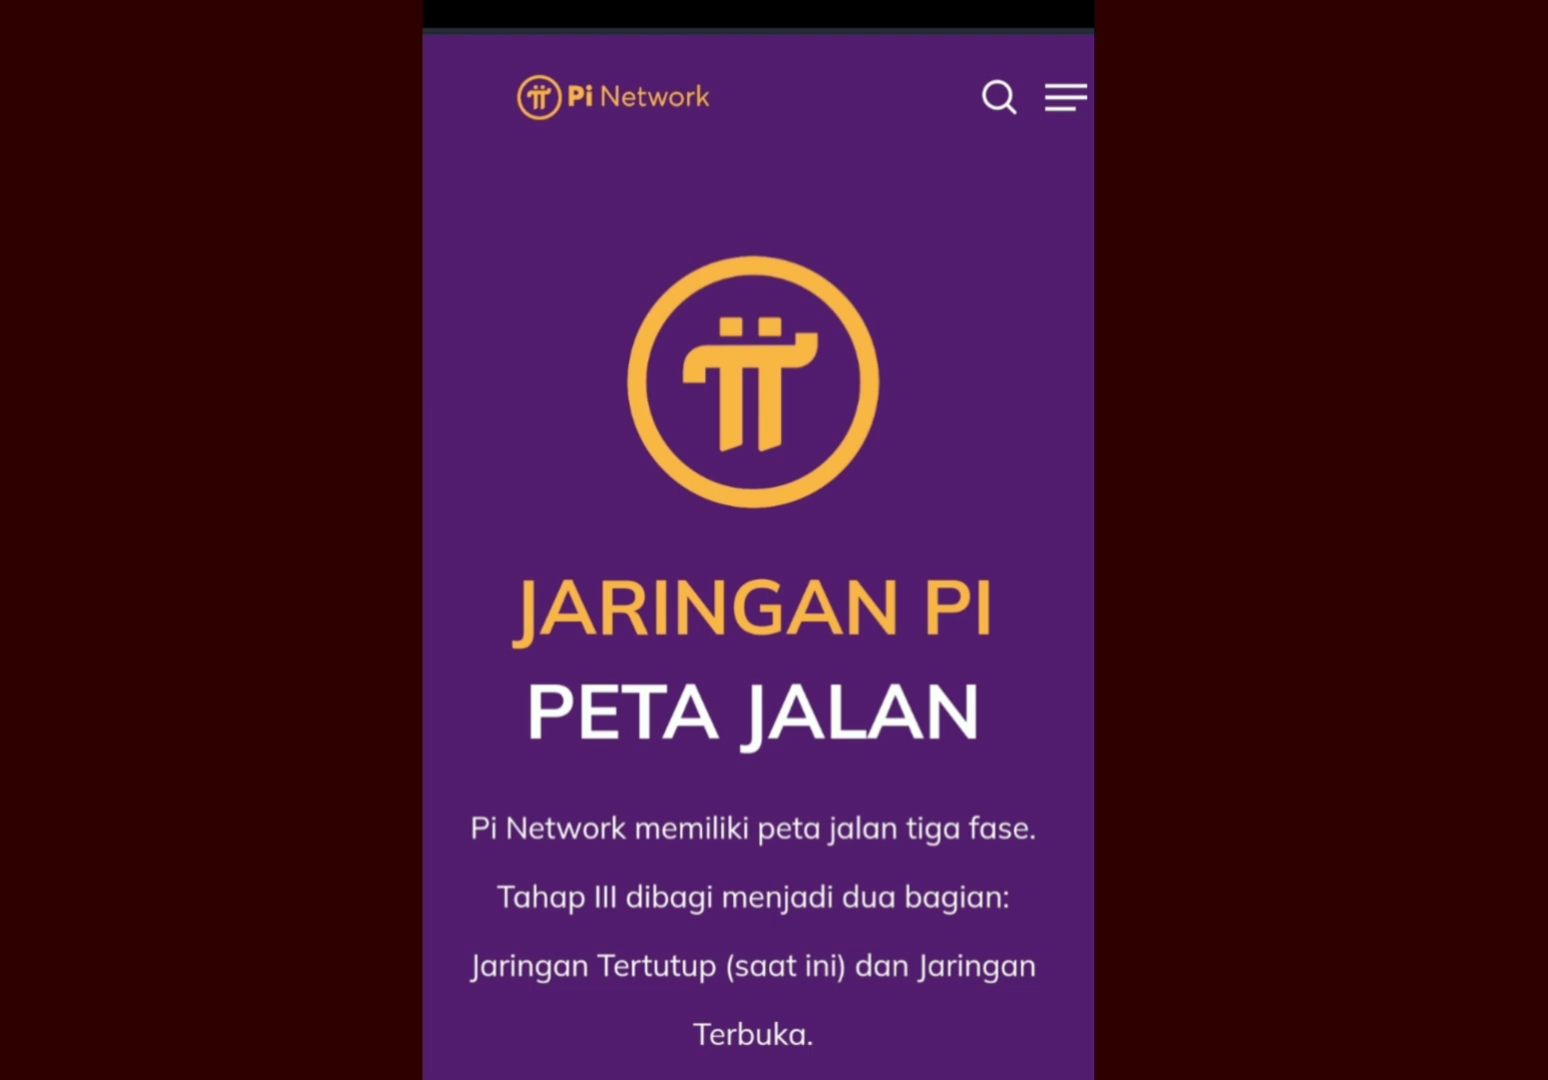 Pi Network
JARINGAN PI
PETA JALAN
Pi Network memiliki peta jalan tiga fase.
Tahap III dibagi menjadi dua bagian:
Jaringan Tertutup (saat ini) dan Jaringan
Terbuka.